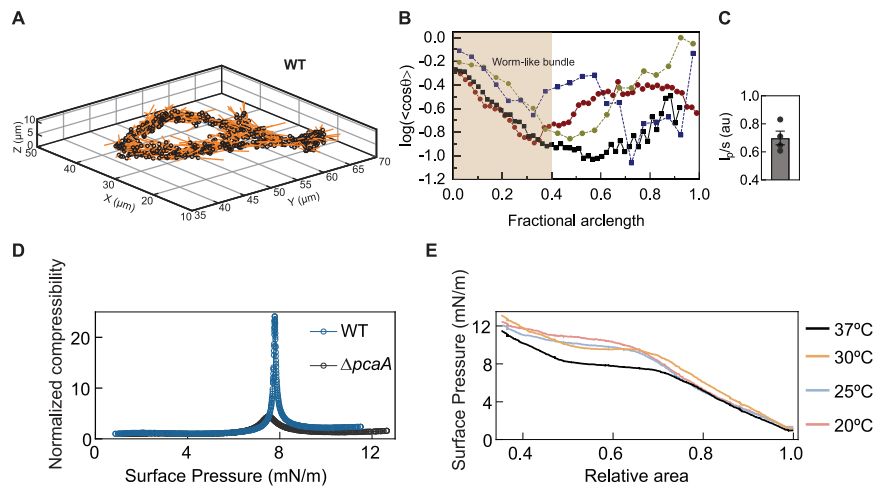 A
WT
Z (µm)
10
5
0
50
40
30
20
10
X (µm)
35
40
45
50
55
60
65
70
Y (µm)
B
log(<cosθ>)
0.0
-0.2
-0.4
-0.6
-0.8
-1.0
-1.2
Worm-like bundle
0.0 0.2 0.4 0.6 0.8 1.0
Fractional arclength
C
lp/s (au)
1.0
0.8
0.6
0.4
D
Normalized compressibility
20
10
0
0 4 8 12
Surface Pressure (mN/m)
WT
ΔpcaA
E
Surface Pressure (mN/m)
12
8
4
0
0.4 0.6 0.8 1.0
Relative area
37ºC
30ºC
25ºC
20ºC